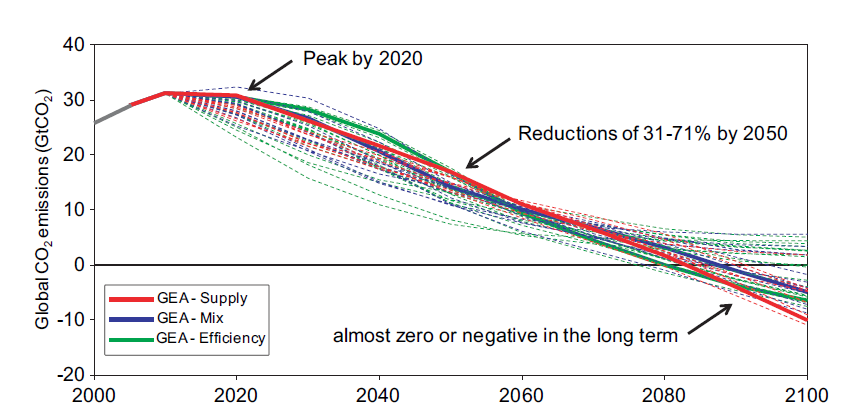 40
Peak by 2020
30
Reductions of 31-71% by 2050
20
10
0
Global CO₂ emissions (GtCO₂)
GEA - Supply
GEA - Mix
GEA - Efficiency
-10
almost zero or negative in the long term
-20
2000 2020 2040 2060 2080 2100